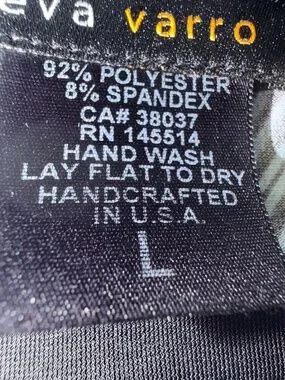 eva varro
92% POLYESTER
8% SPANDEX
CA# 38037
RN 145514
HAND WASH
LAY FLAT TO DRY
HANDCRAFTED
IN U.S.A.
L